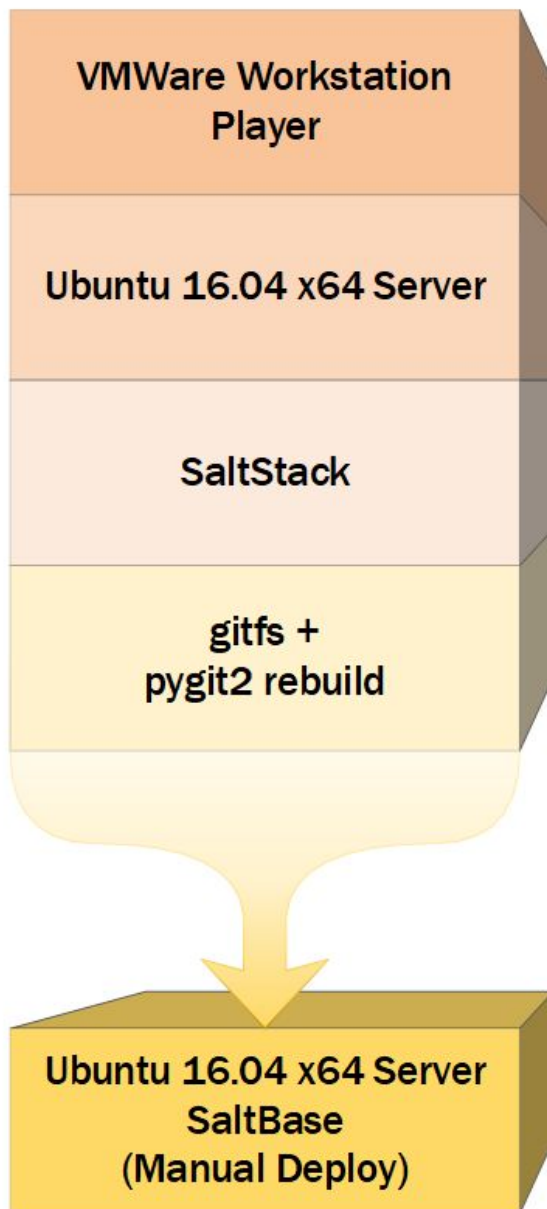 VMWare Workstation
Player
Ubuntu 16.04 x64 Server
SaltStack
gitfs +
pygit2 rebuild
Ubuntu 16.04 x64 Server
SaltBase
(Manual Deploy)